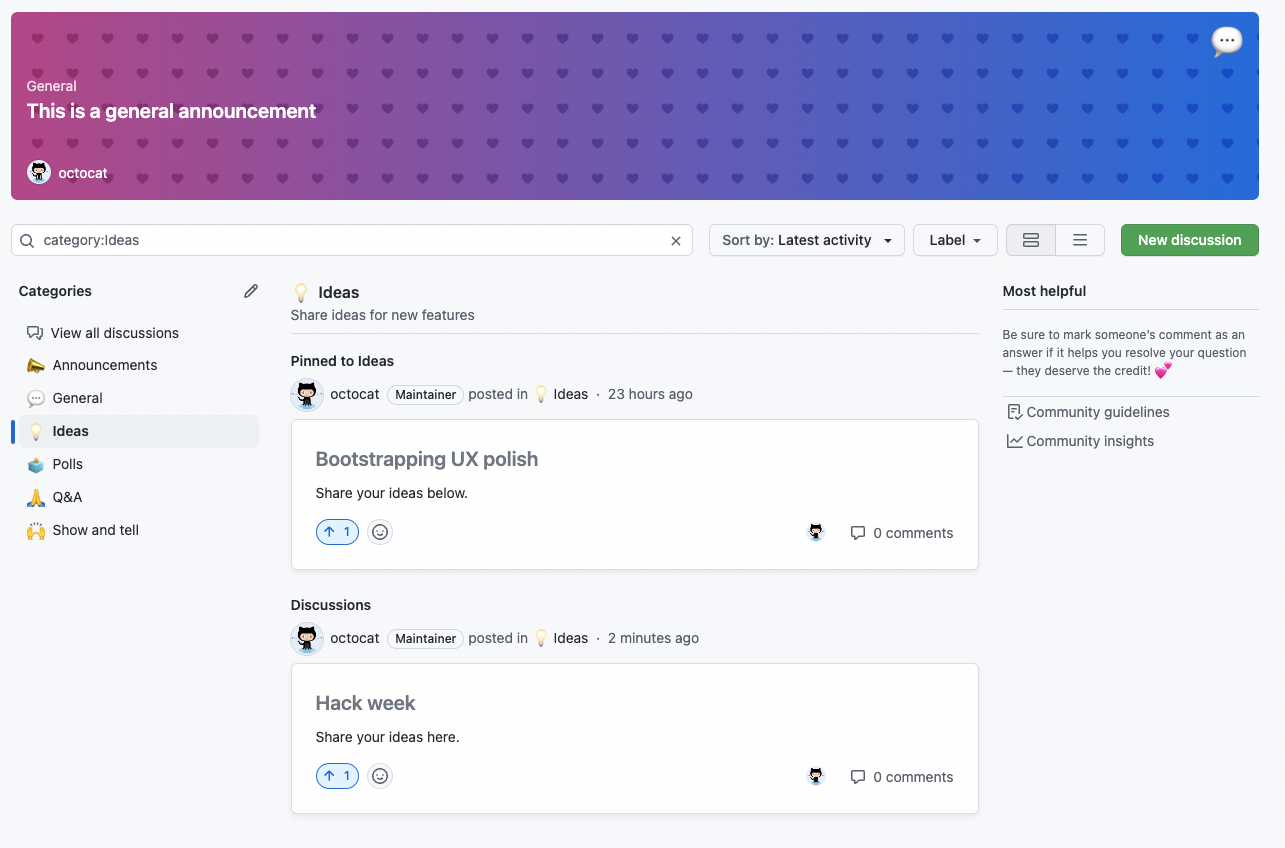 General
This is a general announcement
octocat
category:Ideas
Sort by: Latest activity
Label
New discussion
Categories
View all discussions
Announcements
General
Ideas
Polls
Q&A
Show and tell
Ideas
Share ideas for new features
Pinned to Ideas
octocat Maintainer posted in Ideas · 23 hours ago
Bootstrapping UX polish
Share your ideas below.
1
0 comments
Discussions
octocat Maintainer posted in Ideas · 2 minutes ago
Hack week
Share your ideas here.
1
0 comments
Most helpful
Be sure to mark someone’s comment as an
answer if it helps you resolve your question
— they deserve the credit! 💕
Community guidelines
Community insights